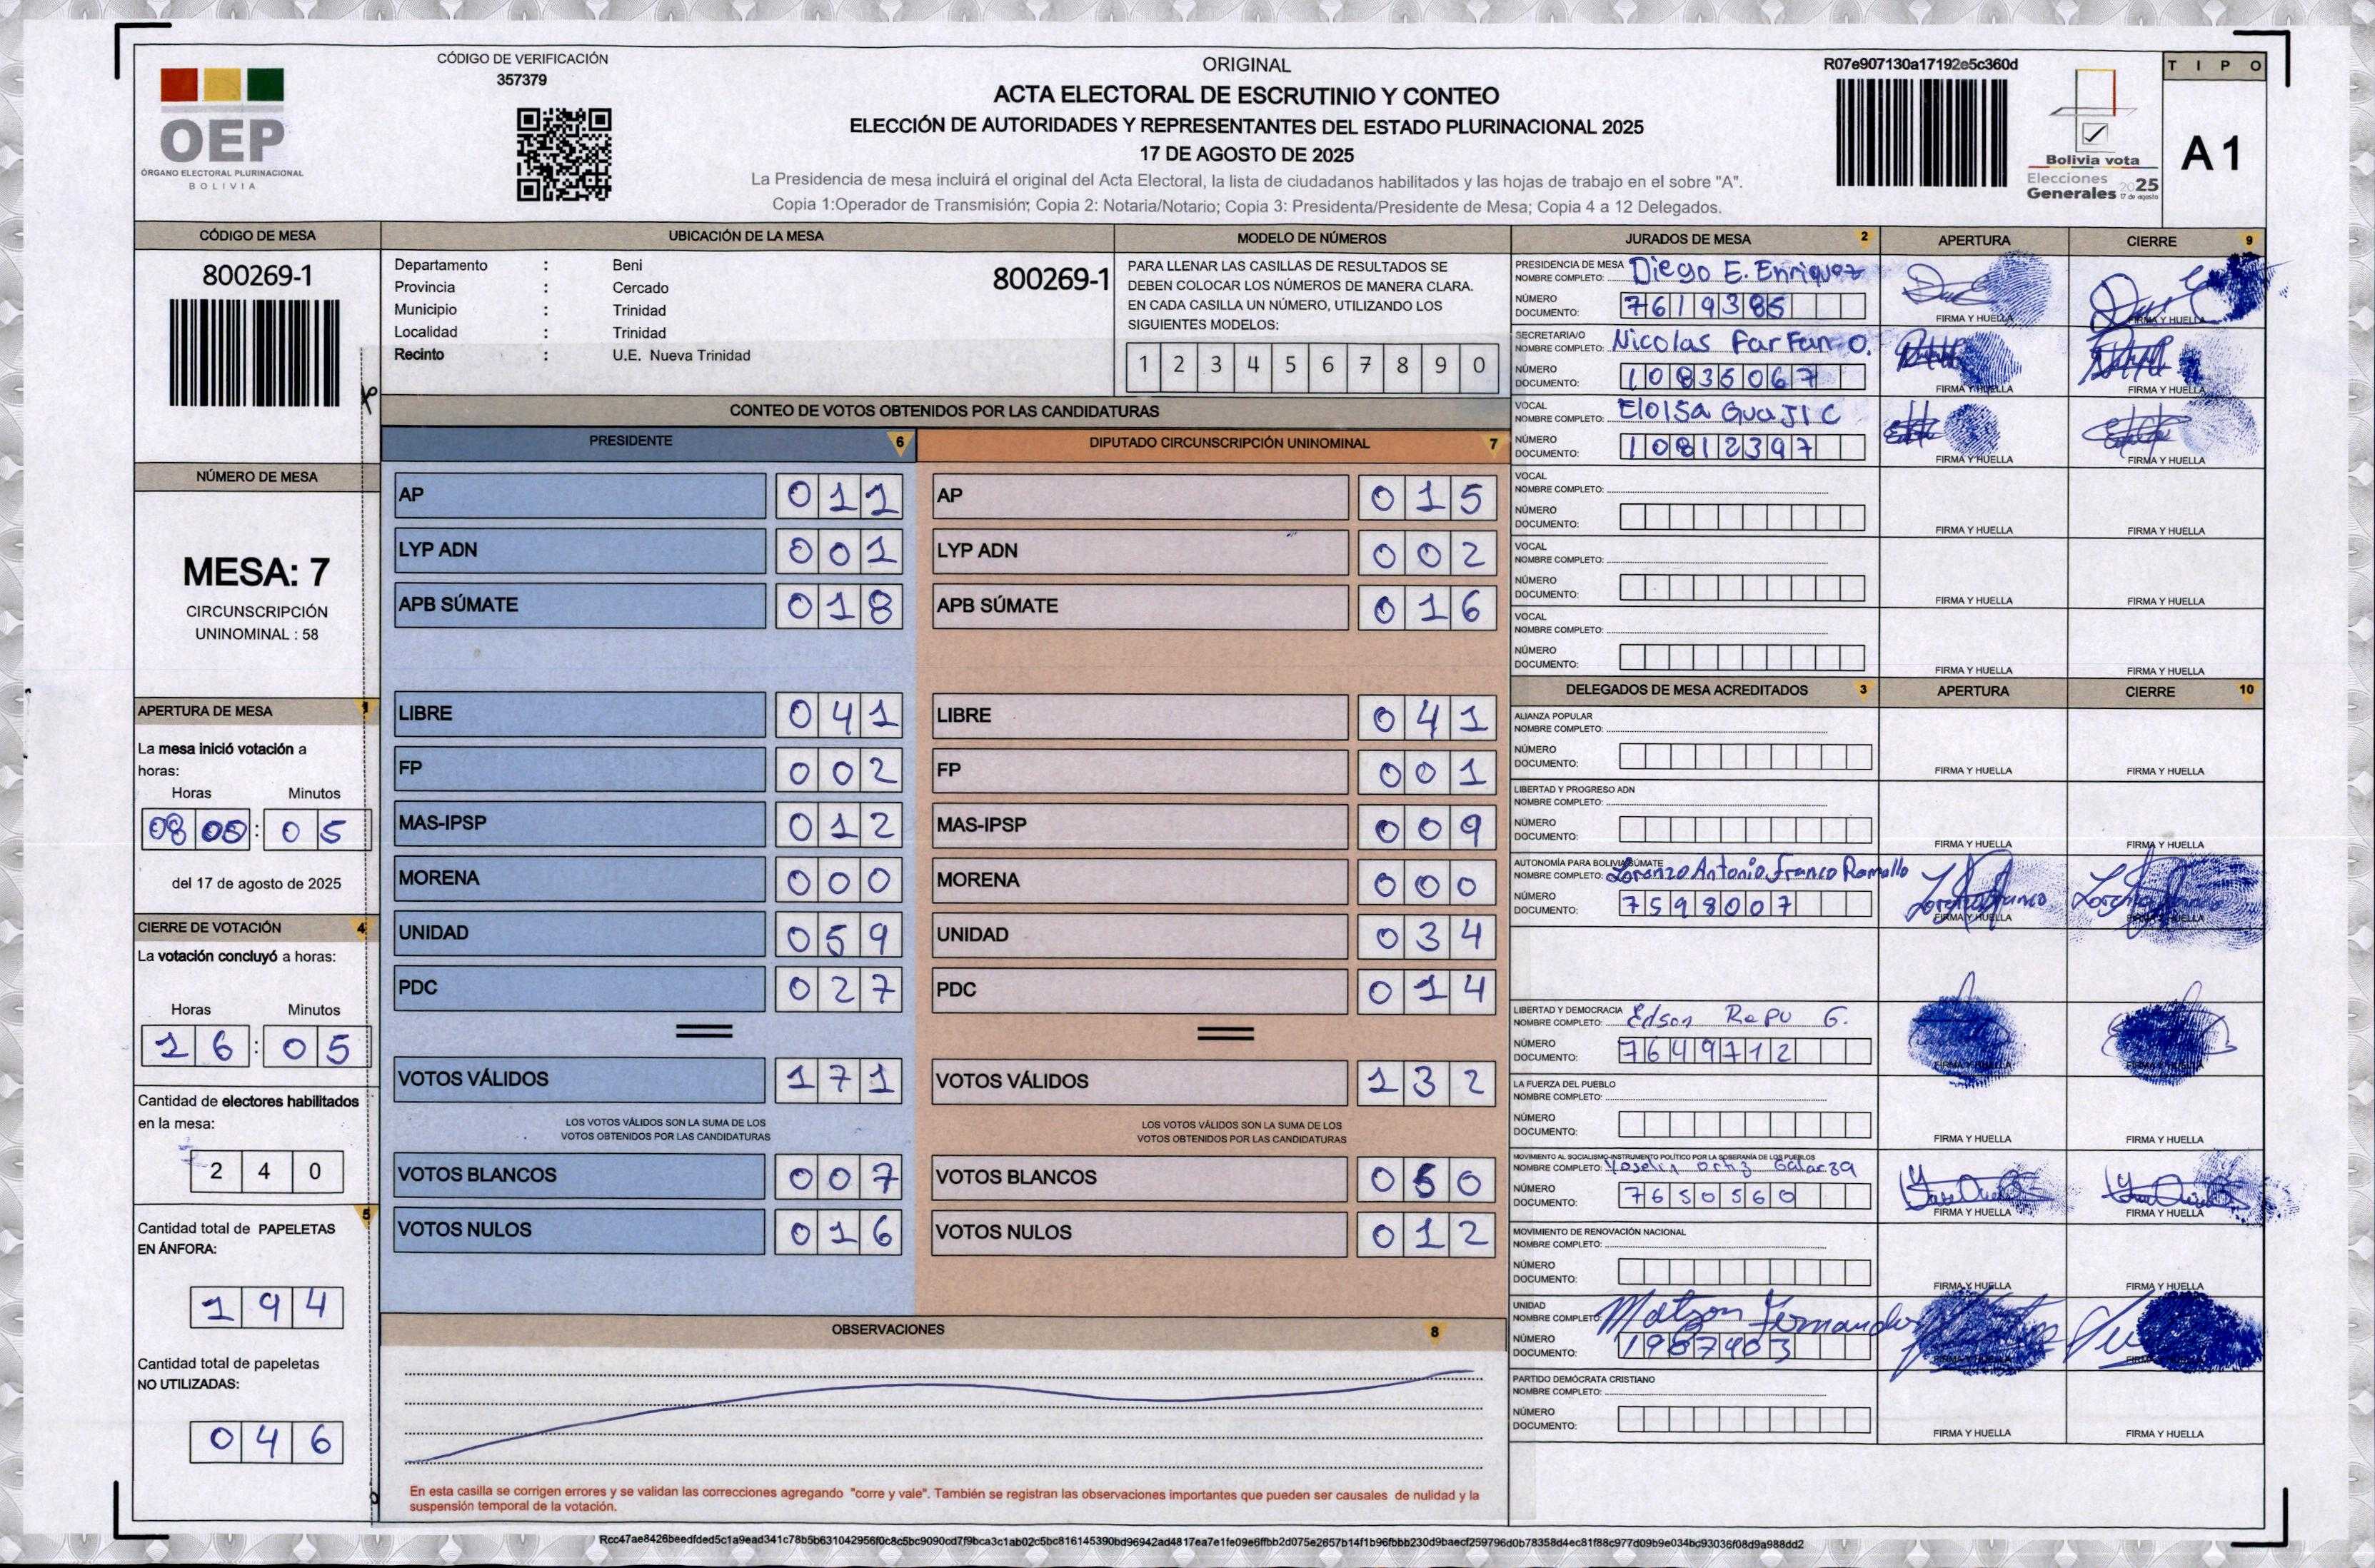 CÓDIGO DE VERIFICACIÓN
357379
OEP
ÓRGANO ELECTORAL PLURINACIONAL
BOLIVIA
ORIGINAL
ACTA ELECTORAL DE ESCRUTINIO Y CONTEO
ELECCIÓN DE AUTORIDADES Y REPRESENTANTES DEL ESTADO PLURINACIONAL 2025
17 DE AGOSTO DE 2025
La Presidencia de mesa incluirá el original del Acta Electoral, la lista de ciudadanos habilitados y las hojas de trabajo en el sobre "A".
Copia 1:Operador de Transmisión; Copia 2: Notaria/Notario; Copia 3: Presidenta/Presidente de Mesa; Copia 4 a 12 Delegados.
R07e907130a17192e5c360d
Bolivia vota
Elecciones
Generales 2025
17 de agosto
TIPO
A 1
CÓDIGO DE MESA
800269-1
UBICACIÓN DE LA MESA
Departamento : Beni
Provincia : Cercado
Municipio : Trinidad
Localidad : Trinidad
Recinto : U.E. Nueva Trinidad
800269-1
MODELO DE NÚMEROS
PARA LLENAR LAS CASILLAS DE RESULTADOS SE
DEBEN COLOCAR LOS NÚMEROS DE MANERA CLARA.
EN CADA CASILLA UN NÚMERO, UTILIZANDO LOS
SIGUIENTES MODELOS:
1 2 3 4 5 6 7 8 9 0
NÚMERO DE MESA
MESA: 7
CIRCUNSCRIPCIÓN
UNINOMINAL : 58
APERTURA DE MESA 1
La mesa inició votación a
horas:
Horas Minutos
08 00 : 05
del 17 de agosto de 2025
CIERRE DE VOTACIÓN 4
La votación concluyó a horas:
Horas Minutos
16 : 05
Cantidad de electores habilitados
en la mesa:
240
5
Cantidad total de PAPELETAS
EN ÁNFORA:
194
Cantidad total de papeletas
NO UTILIZADAS:
046
CONTEO DE VOTOS OBTENIDOS POR LAS CANDIDATURAS
PRESIDENTE 6
AP 011
LYP ADN 001
APB SÚMATE 018
LIBRE 041
FP 002
MAS-IPSP 012
MORENA 000
UNIDAD 059
PDC 027
VOTOS VÁLIDOS 171
LOS VOTOS VÁLIDOS SON LA SUMA DE LOS
VOTOS OBTENIDOS POR LAS CANDIDATURAS
VOTOS BLANCOS 007
VOTOS NULOS 016
DIPUTADO CIRCUNSCRIPCIÓN UNINOMINAL 7
AP 015
LYP ADN 002
APB SÚMATE 016
LIBRE 041
FP 001
MAS-IPSP 009
MORENA 000
UNIDAD 034
PDC 014
VOTOS VÁLIDOS 132
LOS VOTOS VÁLIDOS SON LA SUMA DE LOS
VOTOS OBTENIDOS POR LAS CANDIDATURAS
VOTOS BLANCOS 050
VOTOS NULOS 012
OBSERVACIONES 8
En esta casilla se corrigen errores y se validan las correcciones agregando "corre y vale". También se registran las observaciones importantes que pueden ser causales de nulidad y la
suspensión temporal de la votación.
JURADOS DE MESA 2 APERTURA CIERRE 9
PRESIDENCIA DE MESA
NOMBRE COMPLETO: Diego E. Enriquez
NÚMERO
DOCUMENTO: 7619385
FIRMA Y HUELLA FIRMA Y HUELLA
SECRETARIA/O
NOMBRE COMPLETO: Nicolas Farfan O.
NÚMERO
DOCUMENTO: 10836067
FIRMA Y HUELLA FIRMA Y HUELLA
VOCAL
NOMBRE COMPLETO: Eloisa Guaji C
NÚMERO
DOCUMENTO: 10812397
FIRMA Y HUELLA FIRMA Y HUELLA
VOCAL
NOMBRE COMPLETO:
NÚMERO
DOCUMENTO:
FIRMA Y HUELLA FIRMA Y HUELLA
VOCAL
NOMBRE COMPLETO:
NÚMERO
DOCUMENTO:
FIRMA Y HUELLA FIRMA Y HUELLA
VOCAL
NOMBRE COMPLETO:
NÚMERO
DOCUMENTO:
FIRMA Y HUELLA FIRMA Y HUELLA
DELEGADOS DE MESA ACREDITADOS 3 APERTURA CIERRE 10
ALIANZA POPULAR
NOMBRE COMPLETO:
NÚMERO
DOCUMENTO:
FIRMA Y HUELLA FIRMA Y HUELLA
LIBERTAD Y PROGRESO ADN
NOMBRE COMPLETO:
NÚMERO
DOCUMENTO:
FIRMA Y HUELLA FIRMA Y HUELLA
AUTONOMÍA PARA BOLIVIA SÚMATE
NOMBRE COMPLETO: Lorenzo Antonio Franco Ramallo
NÚMERO
DOCUMENTO: 7598007
FIRMA Y HUELLA FIRMA Y HUELLA
LIBERTAD Y DEMOCRACIA
NOMBRE COMPLETO: Edson Rapu G.
NÚMERO
DOCUMENTO: 7649712
FIRMA Y HUELLA FIRMA Y HUELLA
LA FUERZA DEL PUEBLO
NOMBRE COMPLETO:
NÚMERO
DOCUMENTO:
FIRMA Y HUELLA FIRMA Y HUELLA
MOVIMIENTO AL SOCIALISMO-INSTRUMENTO POLÍTICO POR LA SOBERANÍA DE LOS PUEBLOS
NOMBRE COMPLETO: Yoselin Ortiz Galarza
NÚMERO
DOCUMENTO: 7650560
FIRMA Y HUELLA FIRMA Y HUELLA
MOVIMIENTO DE RENOVACIÓN NACIONAL
NOMBRE COMPLETO:
NÚMERO
DOCUMENTO:
FIRMA Y HUELLA FIRMA Y HUELLA
UNIDAD
NOMBRE COMPLETO: Fernando
NÚMERO
DOCUMENTO: 1907403
PARTIDO DEMÓCRATA CRISTIANO
NOMBRE COMPLETO:
NÚMERO
DOCUMENTO:
FIRMA Y HUELLA FIRMA Y HUELLA